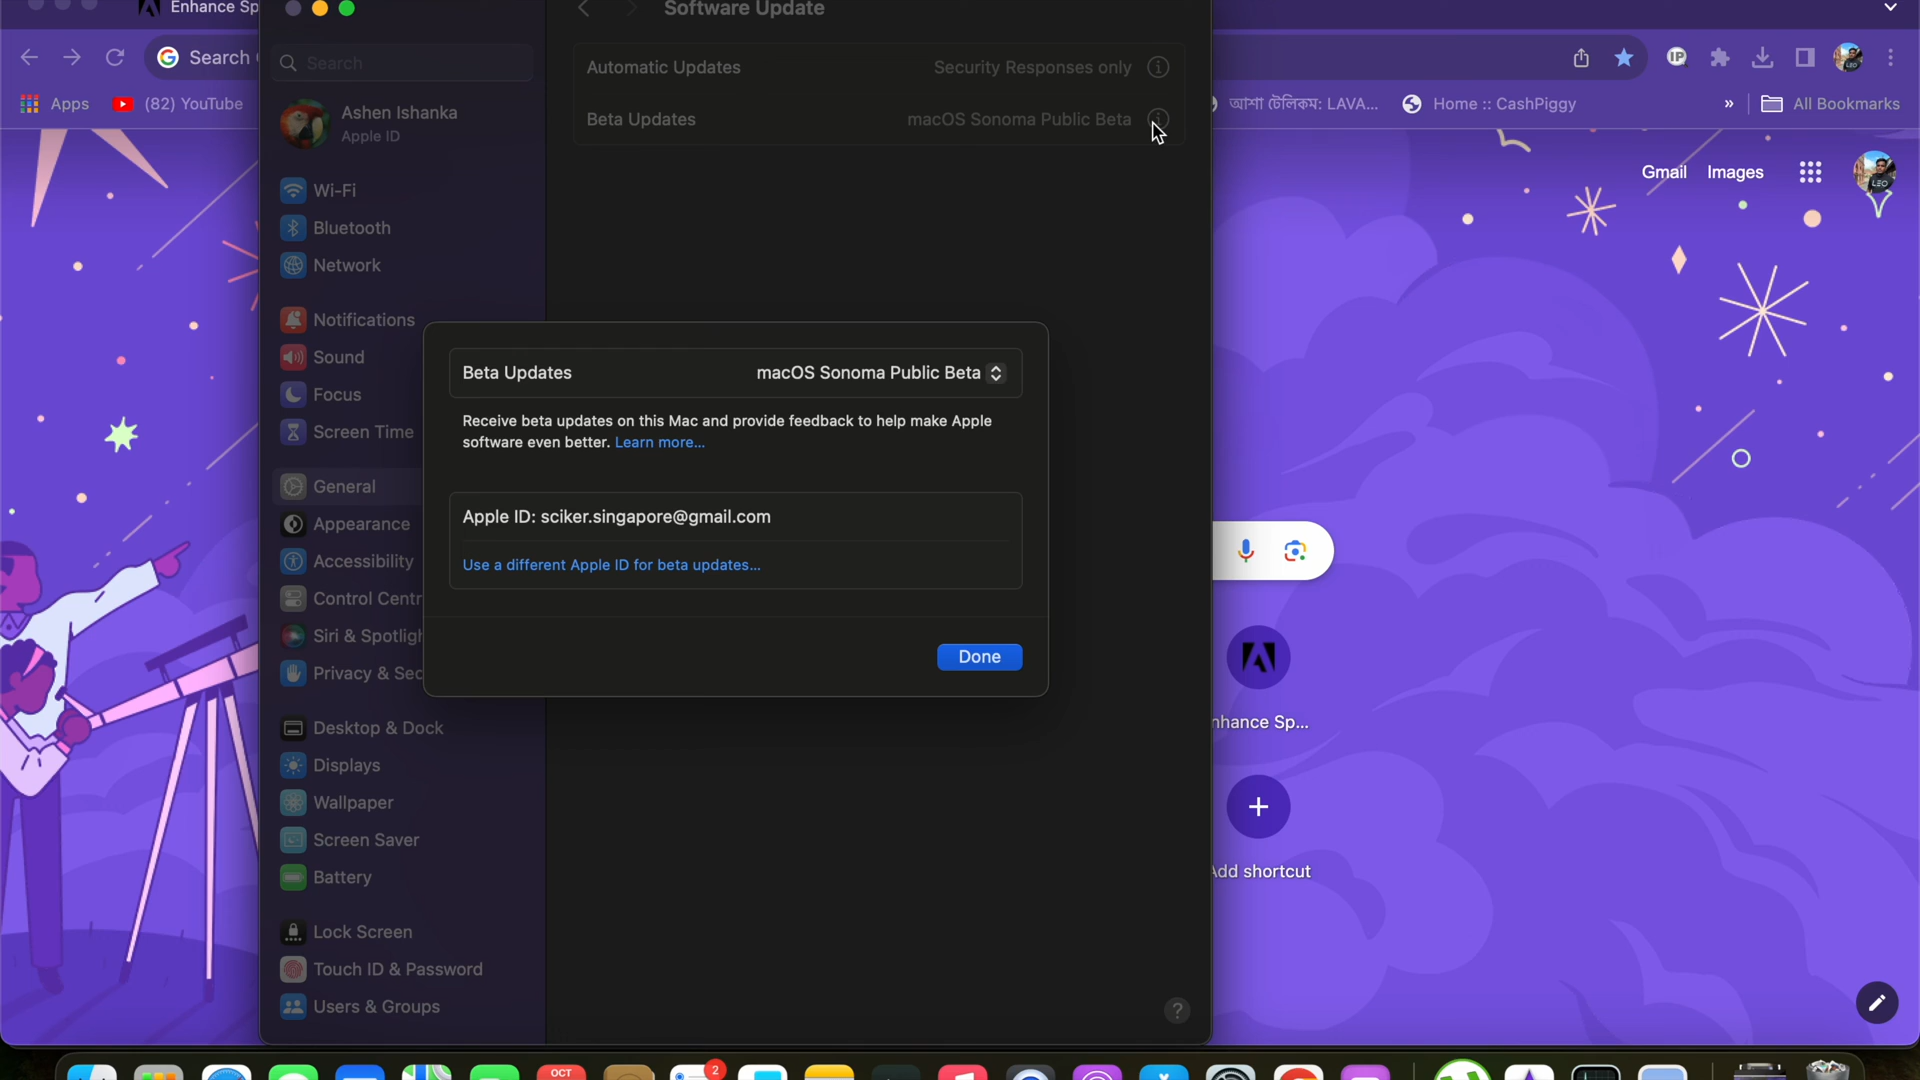 Enhance Sp
Software Update
Search
Search
Apps
(82) YouTube
Ashen Ishanka
Apple ID
Automatic Updates
Security Responses only
Beta Updates
macOS Sonoma Public Beta
আশা টেলিকম: LAVA...
Home :: CashPiggy
»
All Bookmarks
Gmail
Images
LEO
Wi-Fi
Bluetooth
Network
Notifications
Sound
Focus
Screen Time
General
Appearance
Accessibility
Control Centr
Siri & Spotligh
Privacy & Sec
Desktop & Dock
Displays
Wallpaper
Screen Saver
Battery
Lock Screen
Touch ID & Password
Users & Groups
Beta Updates
macOS Sonoma Public Beta
Receive beta updates on this Mac and provide feedback to help make Apple
software even better. Learn more...
Apple ID: sciker.singapore@gmail.com
Use a different Apple ID for beta updates...
Done
nhance Sp...
Add shortcut
?
OCT
2